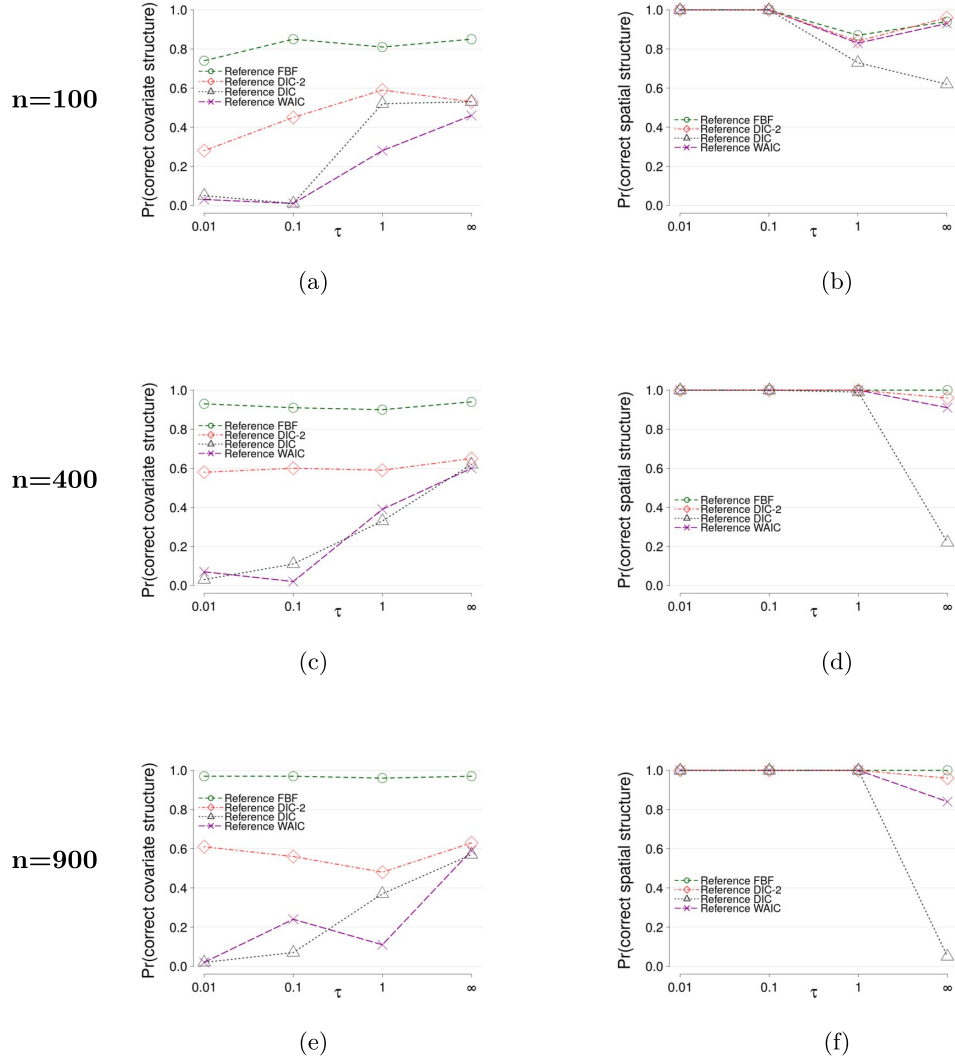 n=100
Pr(correct covariate structure)
1.0
0.8
0.6
0.4
0.2
0.0
Reference FBF
Reference DIC-2
Reference DIC
Reference WAIC
0.01
0.1
1
∞
τ
(a)
Pr(correct spatial structure)
1.0
0.8
0.6
0.4
0.2
0.0
Reference FBF
Reference DIC-2
Reference DIC
Reference WAIC
0.01
0.1
1
∞
τ
(b)
n=400
Pr(correct covariate structure)
1.0
0.8
0.6
0.4
0.2
0.0
Reference FBF
Reference DIC-2
Reference DIC
Reference WAIC
0.01
0.1
1
∞
τ
(c)
Pr(correct spatial structure)
1.0
0.8
0.6
0.4
0.2
0.0
Reference FBF
Reference DIC-2
Reference DIC
Reference WAIC
0.01
0.1
1
∞
τ
(d)
n=900
Pr(correct covariate structure)
1.0
0.8
0.6
0.4
0.2
0.0
Reference FBF
Reference DIC-2
Reference DIC
Reference WAIC
0.01
0.1
1
∞
τ
(e)
Pr(correct spatial structure)
1.0
0.8
0.6
0.4
0.2
0.0
Reference FBF
Reference DIC-2
Reference DIC
Reference WAIC
0.01
0.1
1
∞
τ
(f)